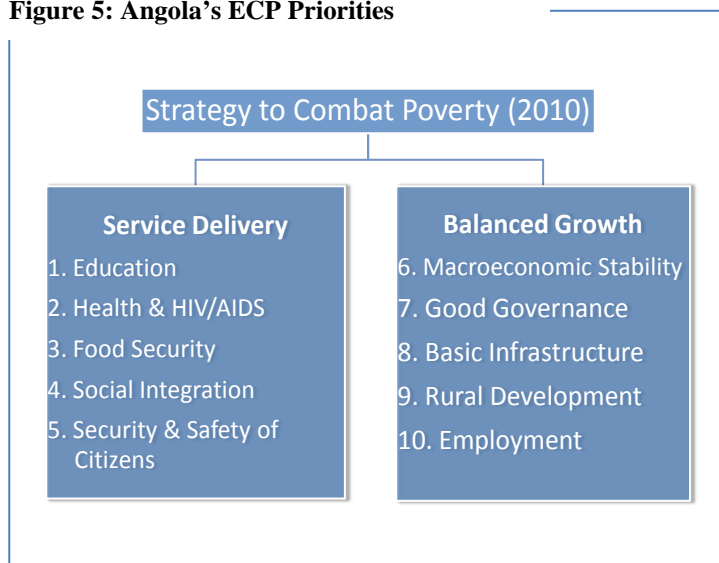 Figure 5: Angola's ECP Priorities
Strategy to Combat Poverty (2010)
Service Delivery
1. Education
2. Health & HIV/AIDS
3. Food Security
4. Social Integration
5. Security & Safety of
Citizens
Balanced Growth
6. Macroeconomic Stability
7. Good Governance
8. Basic Infrastructure
9. Rural Development
10. Employment